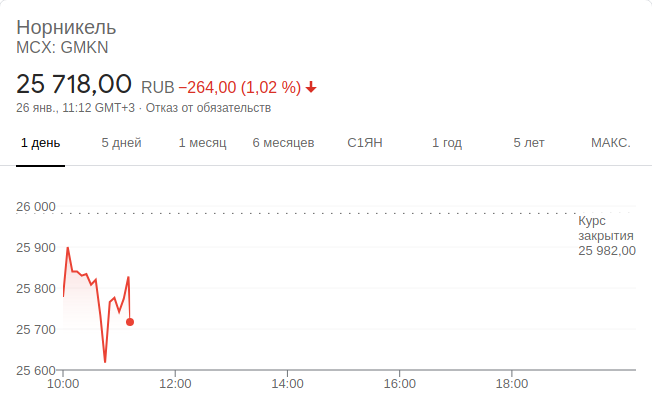 Норникель
MCX: GMKN
25 718,00 RUB −264,00 (1,02 %)
26 янв., 11:12 GMT+3 · Отказ от обязательств
1 день 5 дней 1 месяц 6 месяцев С1ЯН 1 год 5 лет МАКС.
26 000
Курс
закрытия
25 982,00
25 900
25 800
25 700
25 600
10:00 12:00 14:00 16:00 18:00